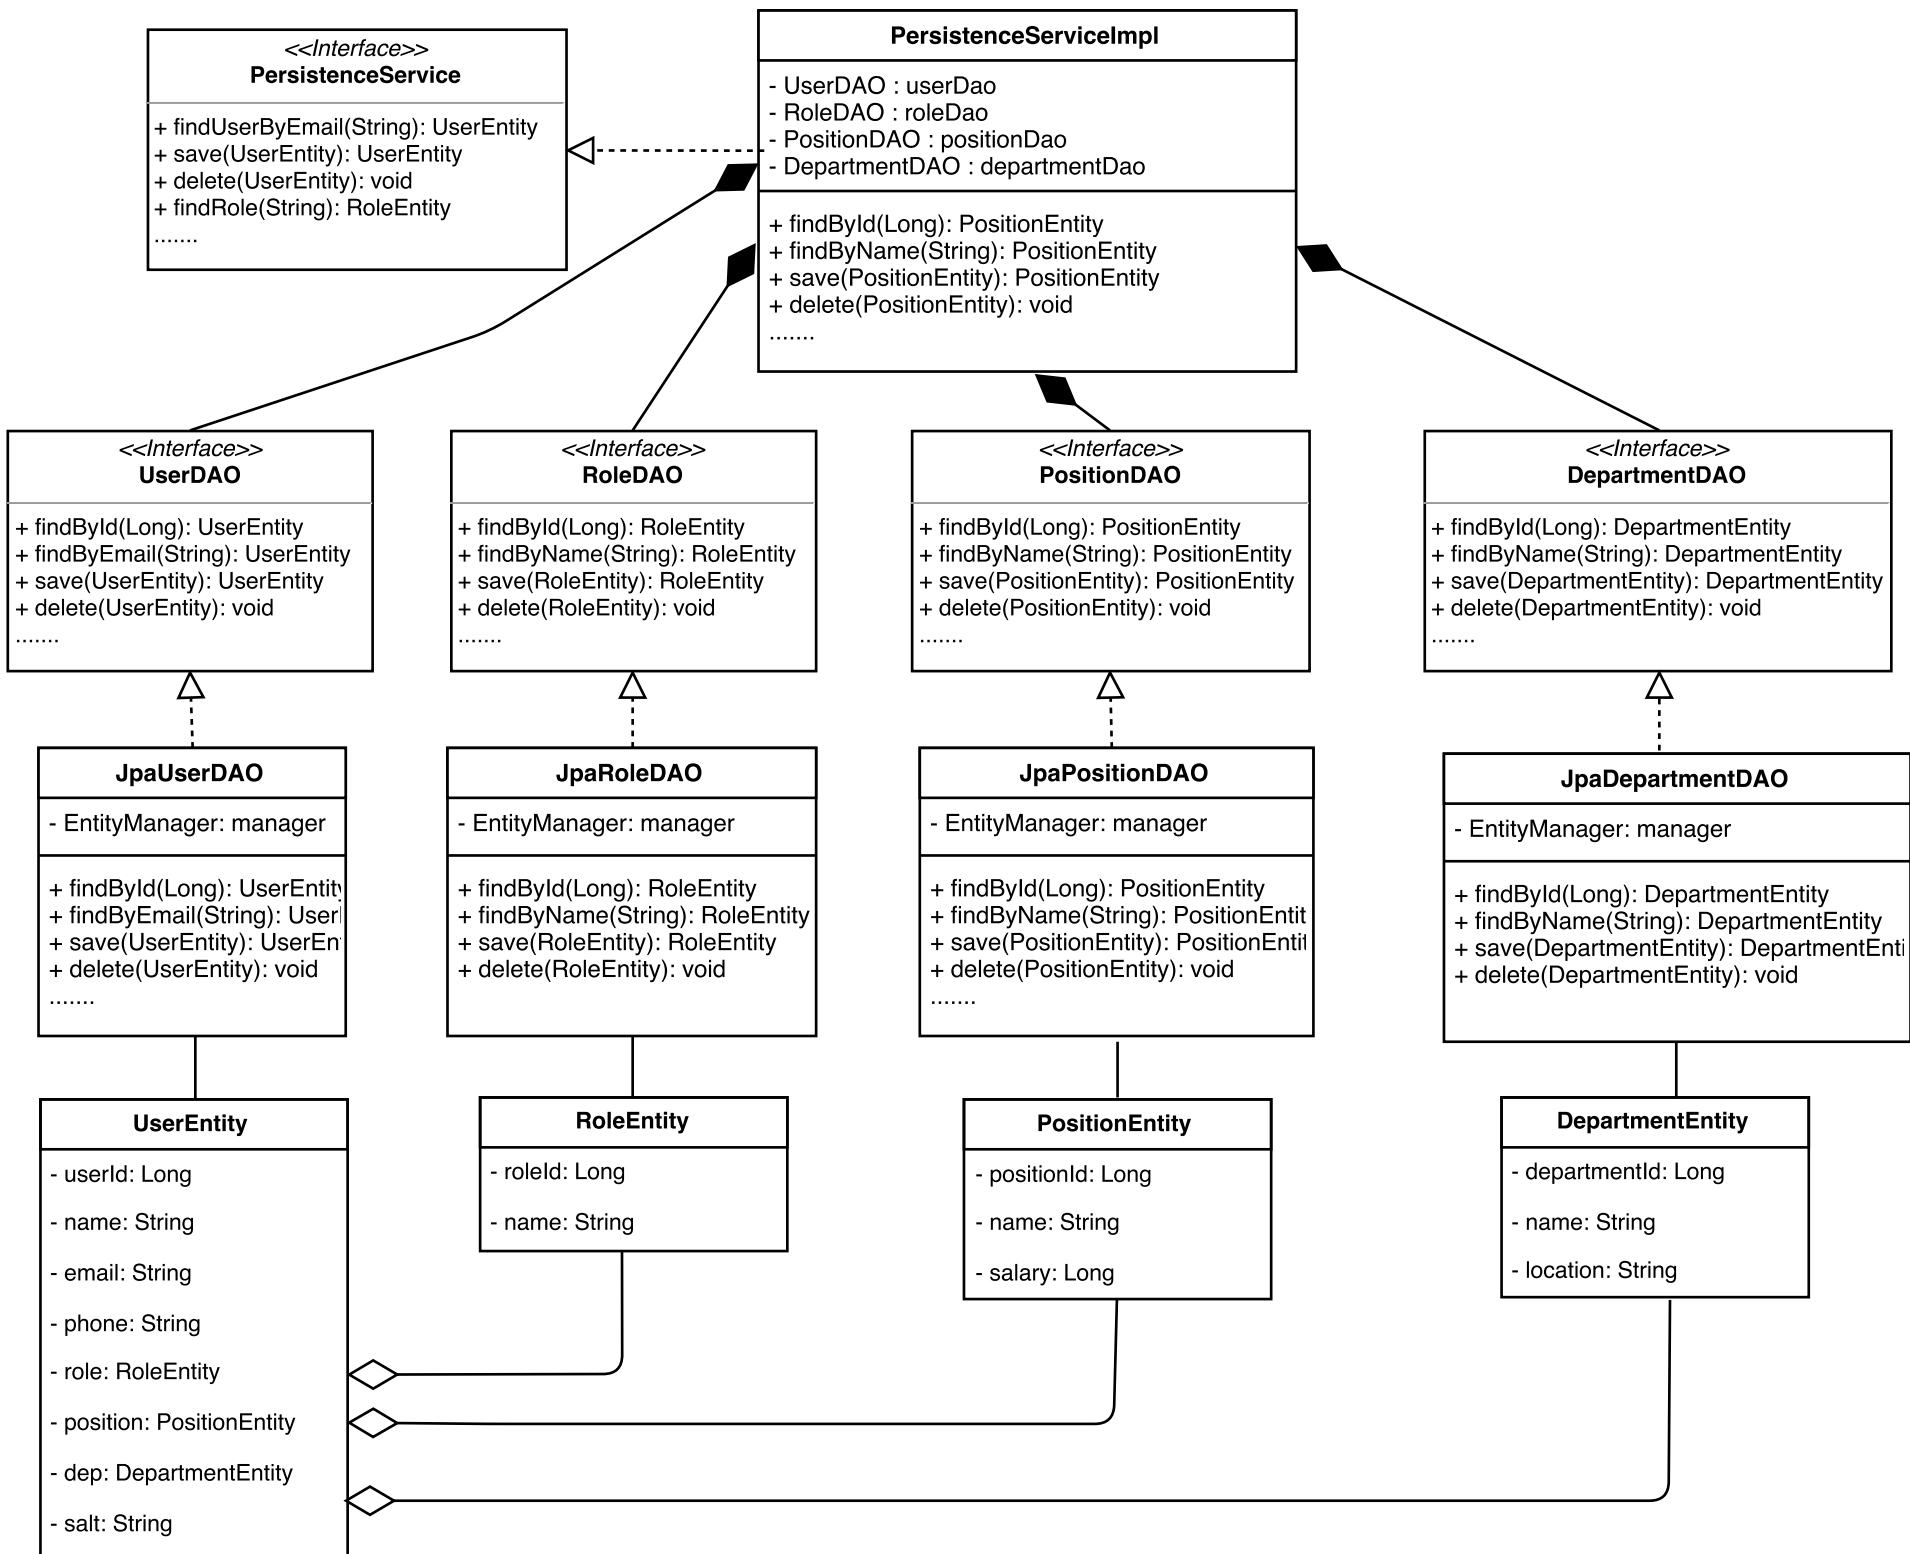 <<Interface>>
PersistenceService
+ findUserByEmail(String): UserEntity
+ save(UserEntity): UserEntity
+ delete(UserEntity): void
+ findRole(String): RoleEntity
.......
PersistenceServiceImpl
- UserDAO : userDao
- RoleDAO : roleDao
- PositionDAO : positionDao
- DepartmentDAO : departmentDao
+ findById(Long): PositionEntity
+ findByName(String): PositionEntity
+ save(PositionEntity): PositionEntity
+ delete(PositionEntity): void
.......
<<Interface>>
UserDAO
+ findById(Long): UserEntity
+ findByEmail(String): UserEntity
+ save(UserEntity): UserEntity
+ delete(UserEntity): void
.......
<<Interface>>
RoleDAO
+ findById(Long): RoleEntity
+ findByName(String): RoleEntity
+ save(RoleEntity): RoleEntity
+ delete(RoleEntity): void
.......
<<Interface>>
PositionDAO
+ findById(Long): PositionEntity
+ findByName(String): PositionEntity
+ save(PositionEntity): PositionEntity
+ delete(PositionEntity): void
.......
<<Interface>>
DepartmentDAO
+ findById(Long): DepartmentEntity
+ findByName(String): DepartmentEntity
+ save(DepartmentEntity): DepartmentEntity
+ delete(DepartmentEntity): void
.......
JpaUserDAO
- EntityManager: manager
+ findById(Long): UserEntity
+ findByEmail(String): User
+ save(UserEntity): UserEn
+ delete(UserEntity): void
.......
JpaRoleDAO
- EntityManager: manager
+ findById(Long): RoleEntity
+ findByName(String): RoleEntity
+ save(RoleEntity): RoleEntity
+ delete(RoleEntity): void
.......
JpaPositionDAO
- EntityManager: manager
+ findById(Long): PositionEntity
+ findByName(String): PositionEntit
+ save(PositionEntity): PositionEntit
+ delete(PositionEntity): void
.......
JpaDepartmentDAO
- EntityManager: manager
+ findById(Long): DepartmentEntity
+ findByName(String): DepartmentEntity
+ save(DepartmentEntity): DepartmentEnti
+ delete(DepartmentEntity): void
UserEntity
- userId: Long
- name: String
- email: String
- phone: String
- role: RoleEntity
- position: PositionEntity
- dep: DepartmentEntity
- salt: String
RoleEntity
- roleId: Long
- name: String
PositionEntity
- positionId: Long
- name: String
- salary: Long
DepartmentEntity
- departmentId: Long
- name: String
- location: String